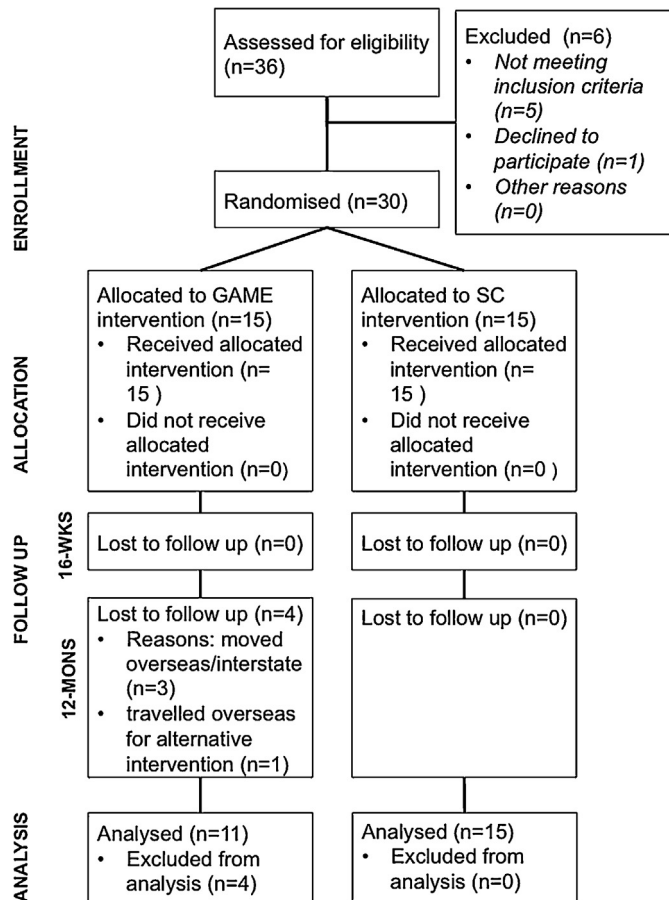 Assessed for eligibility
(n=36)
Excluded (n=6)
• Not meeting
inclusion criteria
(n=5)
• Declined to
participate (n=1)
• Other reasons
(n=0)
ENROLLMENT
Randomised (n=30)
ALLOCATION
Allocated to GAME
intervention (n=15)
• Received allocated
intervention (n=
15 )
• Did not receive
allocated
intervention (n=0)
Allocated to SC
intervention (n=15)
• Received allocated
intervention (n=
15 )
• Did not receive
allocated
intervention (n=0 )
FOLLOW UP
16-WKS
Lost to follow up (n=0)
Lost to follow up (n=0)
12-MONS
Lost to follow up (n=4)
• Reasons: moved
overseas/interstate
(n=3)
• travelled overseas
for alternative
intervention (n=1)
Lost to follow up (n=0)
ANALYSIS
Analysed (n=11)
• Excluded from
analysis (n=4)
Analysed (n=15)
• Excluded from
analysis (n=0)